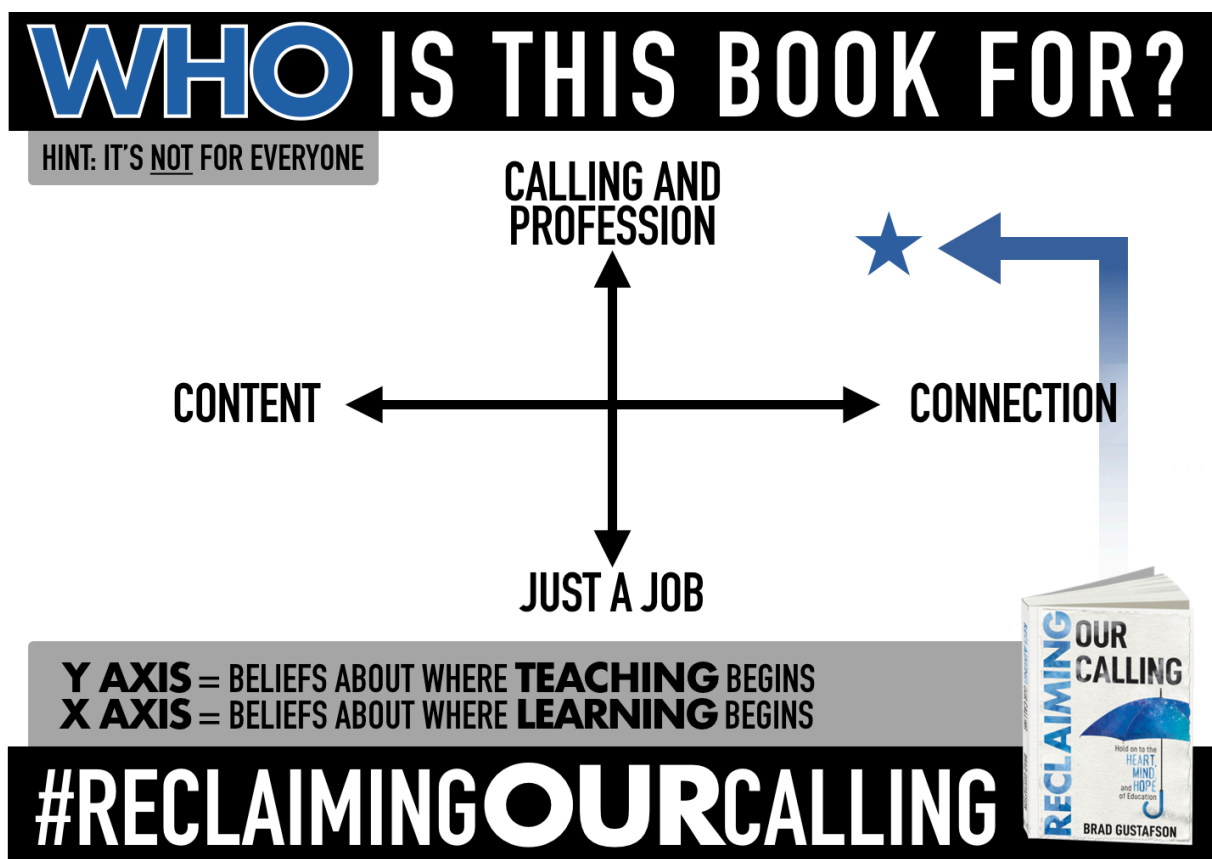 WHO IS THIS BOOK FOR?
HINT: IT'S NOT FOR EVERYONE
CALLING AND
PROFESSION
CONTENT
CONNECTION
JUST A JOB
Y AXIS = BELIEFS ABOUT WHERE TEACHING BEGINS
X AXIS = BELIEFS ABOUT WHERE LEARNING BEGINS
RECLAIMING
OUR
CALLING
Hold on to the
HEART,
MIND,
and HOPE
of Education
BRAD GUSTAFSON
#RECLAIMINGOURCALLING